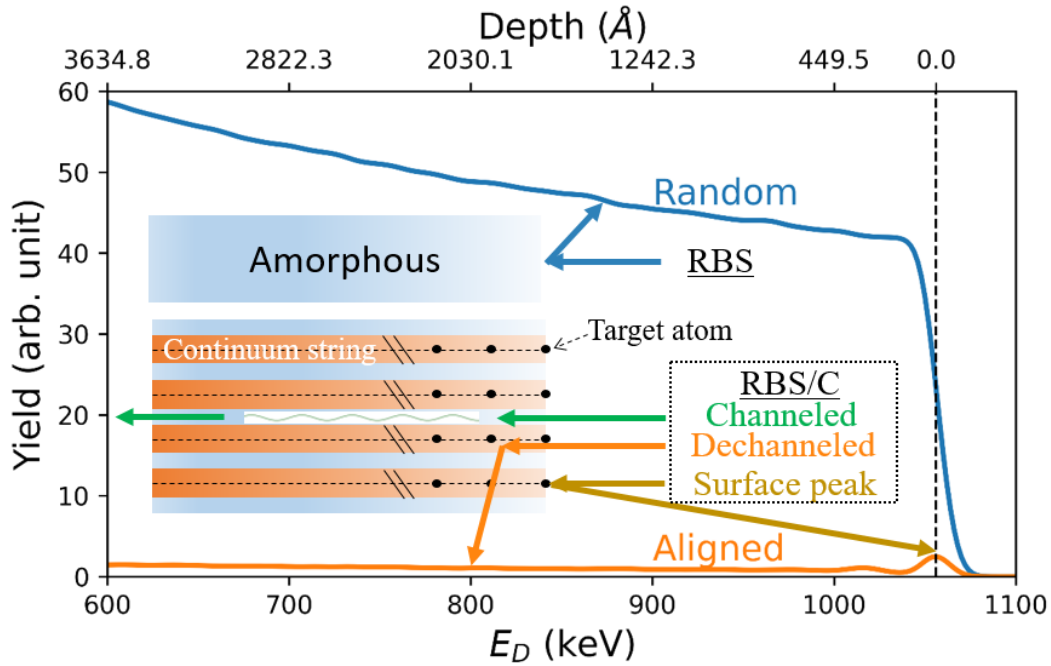 Depth (Å)
3634.8 2822.3 2030.1 1242.3 449.5 0.0
60
50
40
30
20
10
0
Yield (arb. unit)
Random
Amorphous
RBS
Target atom
Continuum string
RBS/C
Channeled
Dechanneled
Surface peak
Aligned
600 700 800 900 1000 1100
E_D (keV)